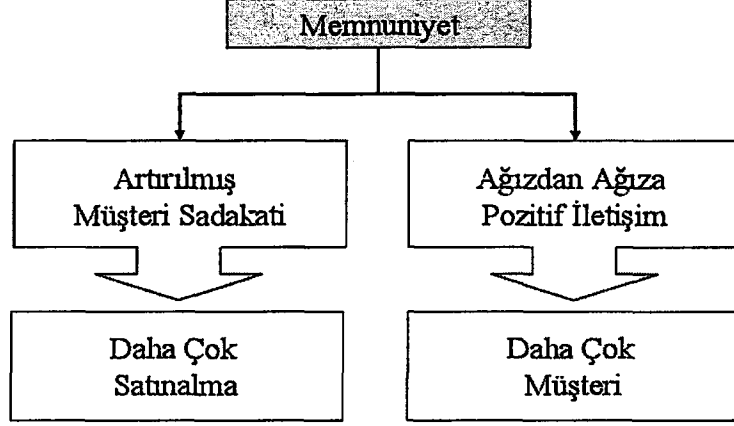 Memnuniyet
Artırılmış
Müşteri Sadakati
Ağızdan Ağıza
Pozitif İletişim
Daha Çok
Satınalma
Daha Çok
Müşteri